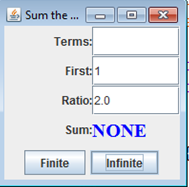 Sum the ...
Terms:
First: 1
Ratio: 2.0
Sum: NONE
Finite Infinite